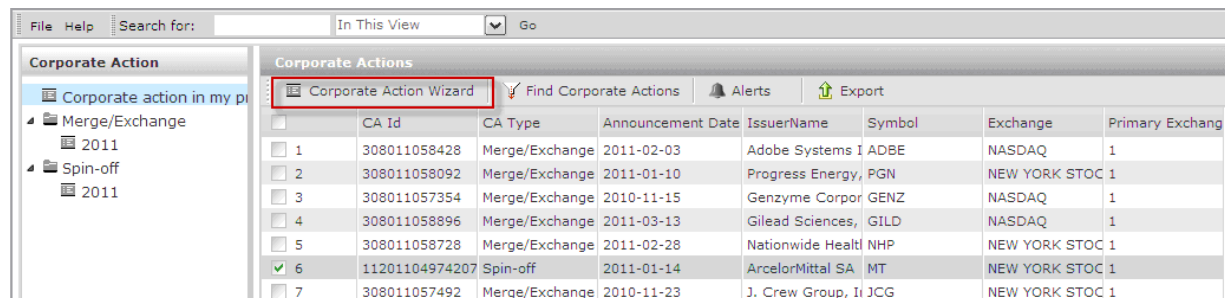 File Help Search for: In This View Go
Corporate Action
Corporate action in my pr
Merge/Exchange
2011
Spin-off
2011
Corporate Actions
Corporate Action Wizard Find Corporate Actions Alerts Export
CA Id CA Type Announcement Date IssuerName Symbol Exchange Primary Exchang
1 308011058428 Merge/Exchange 2011-02-03 Adobe Systems I ADBE NASDAQ 1
2 308011058092 Merge/Exchange 2011-01-10 Progress Energy, PGN NEW YORK STOC 1
3 308011057354 Merge/Exchange 2010-11-15 Genzyme Corpor GENZ NASDAQ 1
4 308011058896 Merge/Exchange 2011-03-13 Gilead Sciences, GILD NASDAQ 1
5 308011058728 Merge/Exchange 2011-02-28 Nationwide Healtl NHP NEW YORK STOC 1
6 11201104974207 Spin-off 2011-01-14 ArcelorMittal SA MT NEW YORK STOC 1
7 308011057492 Merge/Exchange 2010-11-23 J. Crew Group, Iı JCG NEW YORK STOC 1